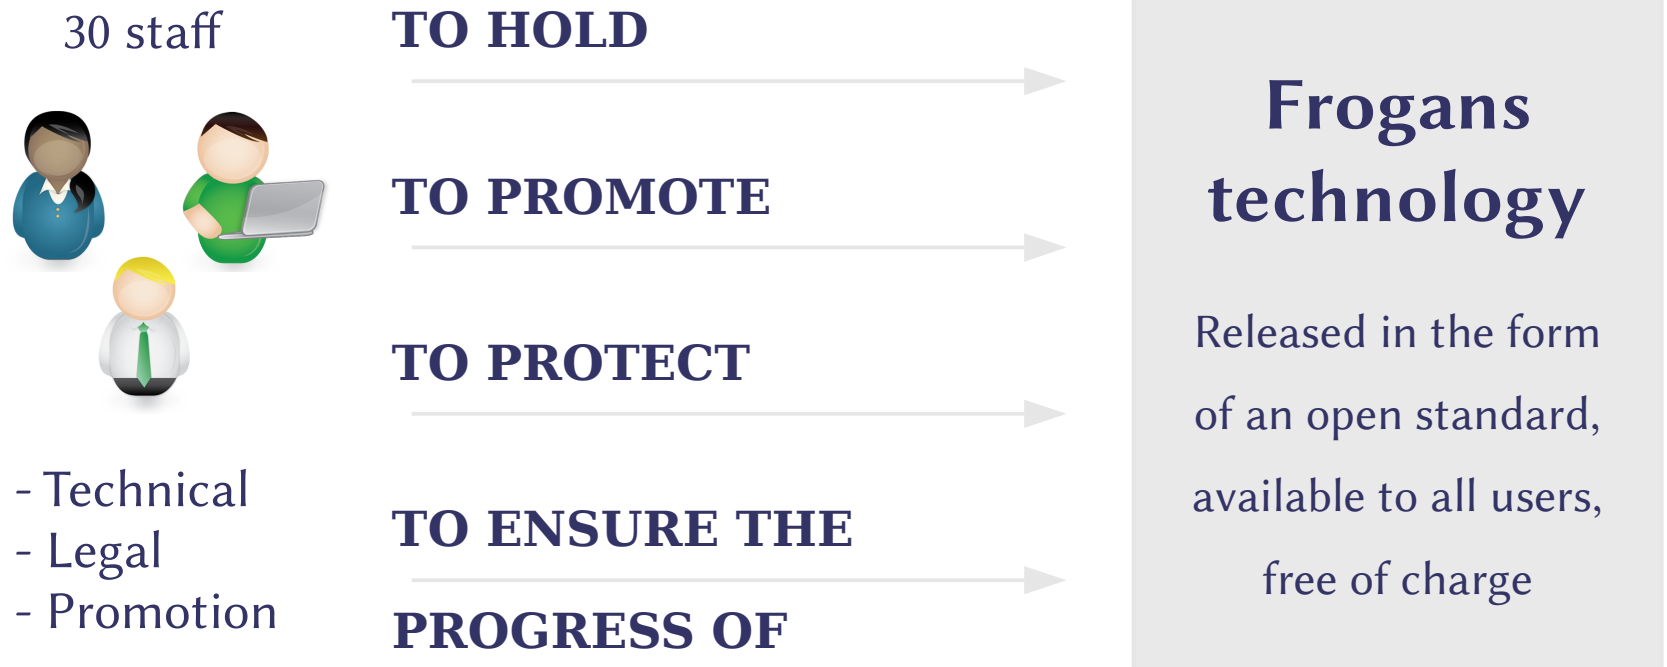 30 staff
- Technical
- Legal
- Promotion
TO HOLD
TO PROMOTE
TO PROTECT
TO ENSURE THE
PROGRESS OF
Frogans
technology
Released in the form
of an open standard,
available to all users,
free of charge